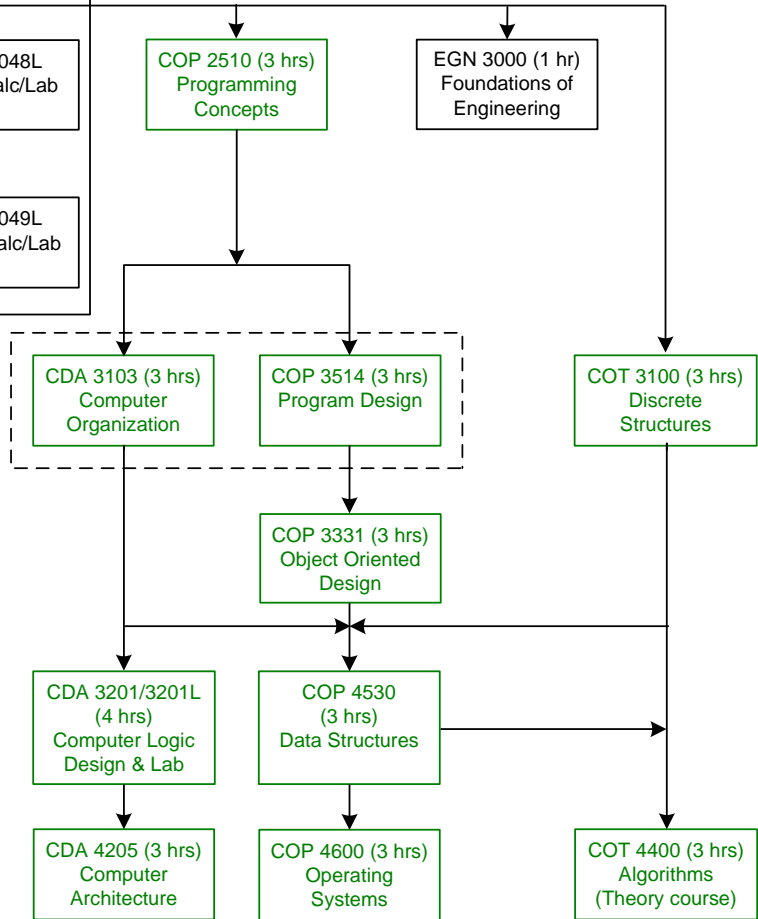 048L
alc/Lab
049L
alc/Lab
COP 2510 (3 hrs)
Programming
Concepts
EGN 3000 (1 hr)
Foundations of
Engineering
CDA 3103 (3 hrs)
Computer
Organization
COP 3514 (3 hrs)
Program Design
COT 3100 (3 hrs)
Discrete
Structures
COP 3331 (3 hrs)
Object Oriented
Design
CDA 3201/3201L
(4 hrs)
Computer Logic
Design & Lab
COP 4530
(3 hrs)
Data Structures
CDA 4205 (3 hrs)
Computer
Architecture
COP 4600 (3 hrs)
Operating
Systems
COT 4400 (3 hrs)
Algorithms
(Theory course)